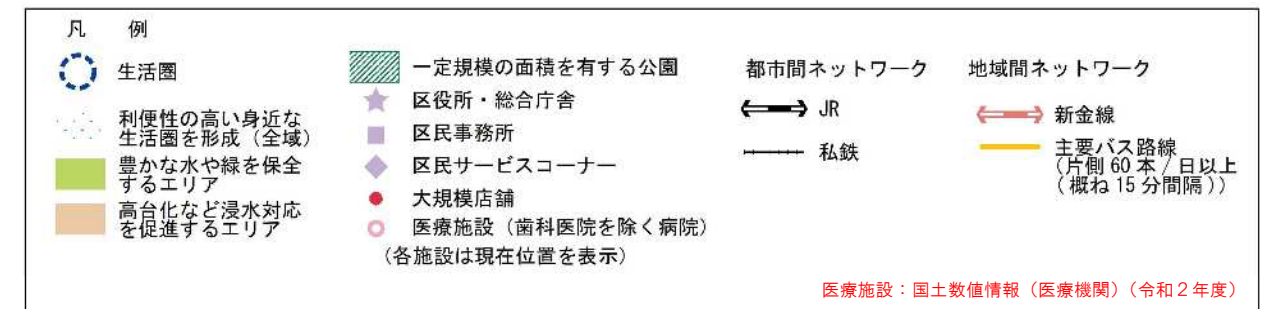 凡　例
生活圏
利便性の高い身近な
生活圏を形成（全域）
豊かな水や緑を保全
するエリア
高台化など浸水対応
を促進するエリア
一定規模の面積を有する公園
区役所・総合庁舎
区民事務所
区民サービスコーナー
大規模店舗
医療施設（歯科医院を除く病院）
（各施設は現在位置を表示）
都市間ネットワーク
JR
私鉄
地域間ネットワーク
新金線
主要バス路線
（片側 60 本 / 日以上
（概ね 15 分間隔））
医療施設：国土数値情報（医療機関）（令和２年度）